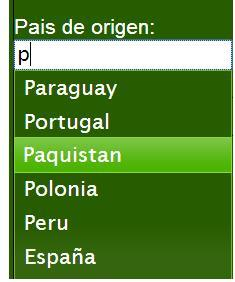 Pais de origen:
p
Paraguay
Portugal
Paquistan
Polonia
Peru
España